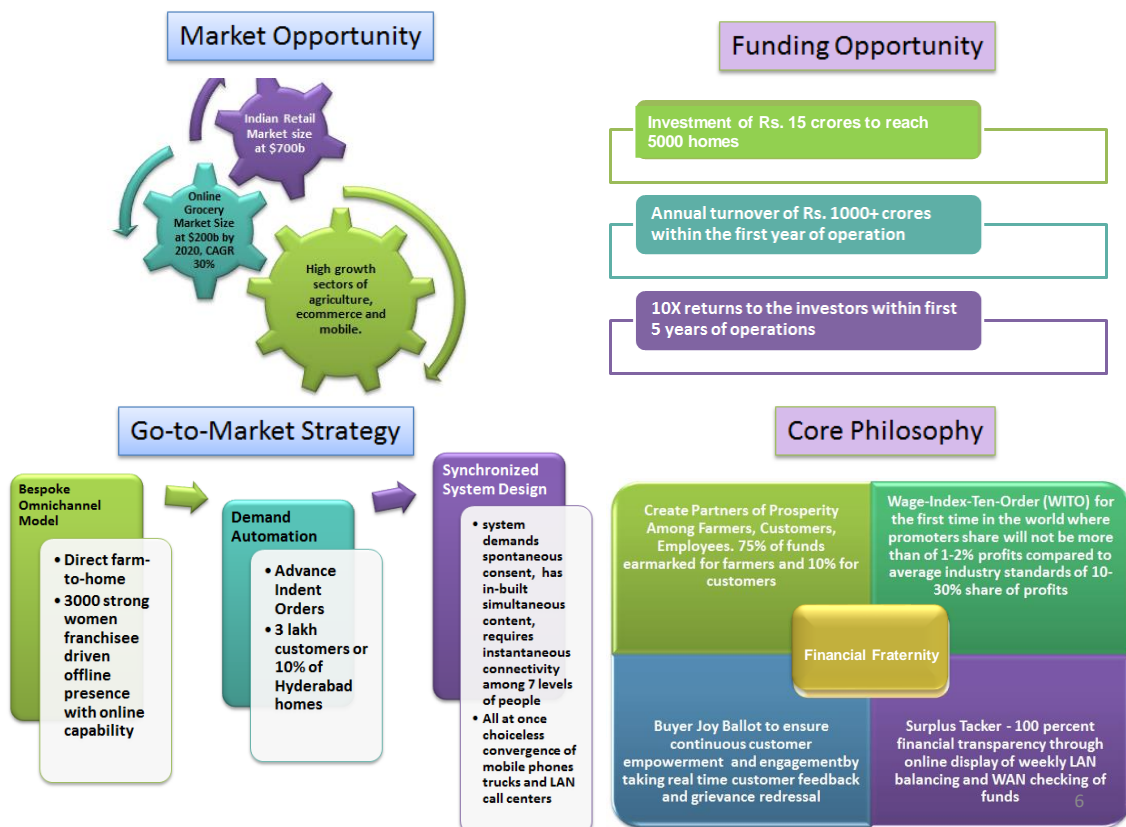 Market Opportunity
Indian Retail
Market size
at $700b
Online
Grocery
Market Size
at $200b by
2020, CAGR
30%
High growth
sectors of
agriculture,
ecommerce and
mobile.
Funding Opportunity
Investment of Rs. 15 crores to reach
5000 homes
Annual turnover of Rs. 1000+ crores
within the first year of operation
10X returns to the investors within first
5 years of operations
Go-to-Market Strategy
Bespoke
Omnichannel
Model
• Direct farm-
to-home
• 3000 strong
women
franchisee
driven
offline
presence
with online
capability
Demand
Automation
• Advance
Indent
Orders
• 3 lakh
customers or
10% of
Hyderabad
homes
Synchronized
System Design
• system
demands
spontaneous
consent, has
in-built
simultaneous
content,
requires
instantaneous
connectivity
among 7 levels
of people
• All at once
choiceless
convergence of
mobile phones
trucks and LAN
call centers
Core Philosophy
Create Partners of Prosperity
Among Farmers, Customers,
Employees. 75% of funds
earmarked for farmers and 10% for
customers
Wage-Index-Ten-Order (WITO) for
the first time in the world where
promoters share will not be more
than of 1-2% profits compared to
average industry standards of 10-
30% share of profits
Financial Fraternity
Buyer Joy Ballot to ensure
continuous customer
empowerment and engagementby
taking real time customer feedback
and grievance redressal
Surplus Tacker - 100 percent
financial transparency through
online display of weekly LAN
balancing and WAN checking of
funds
6